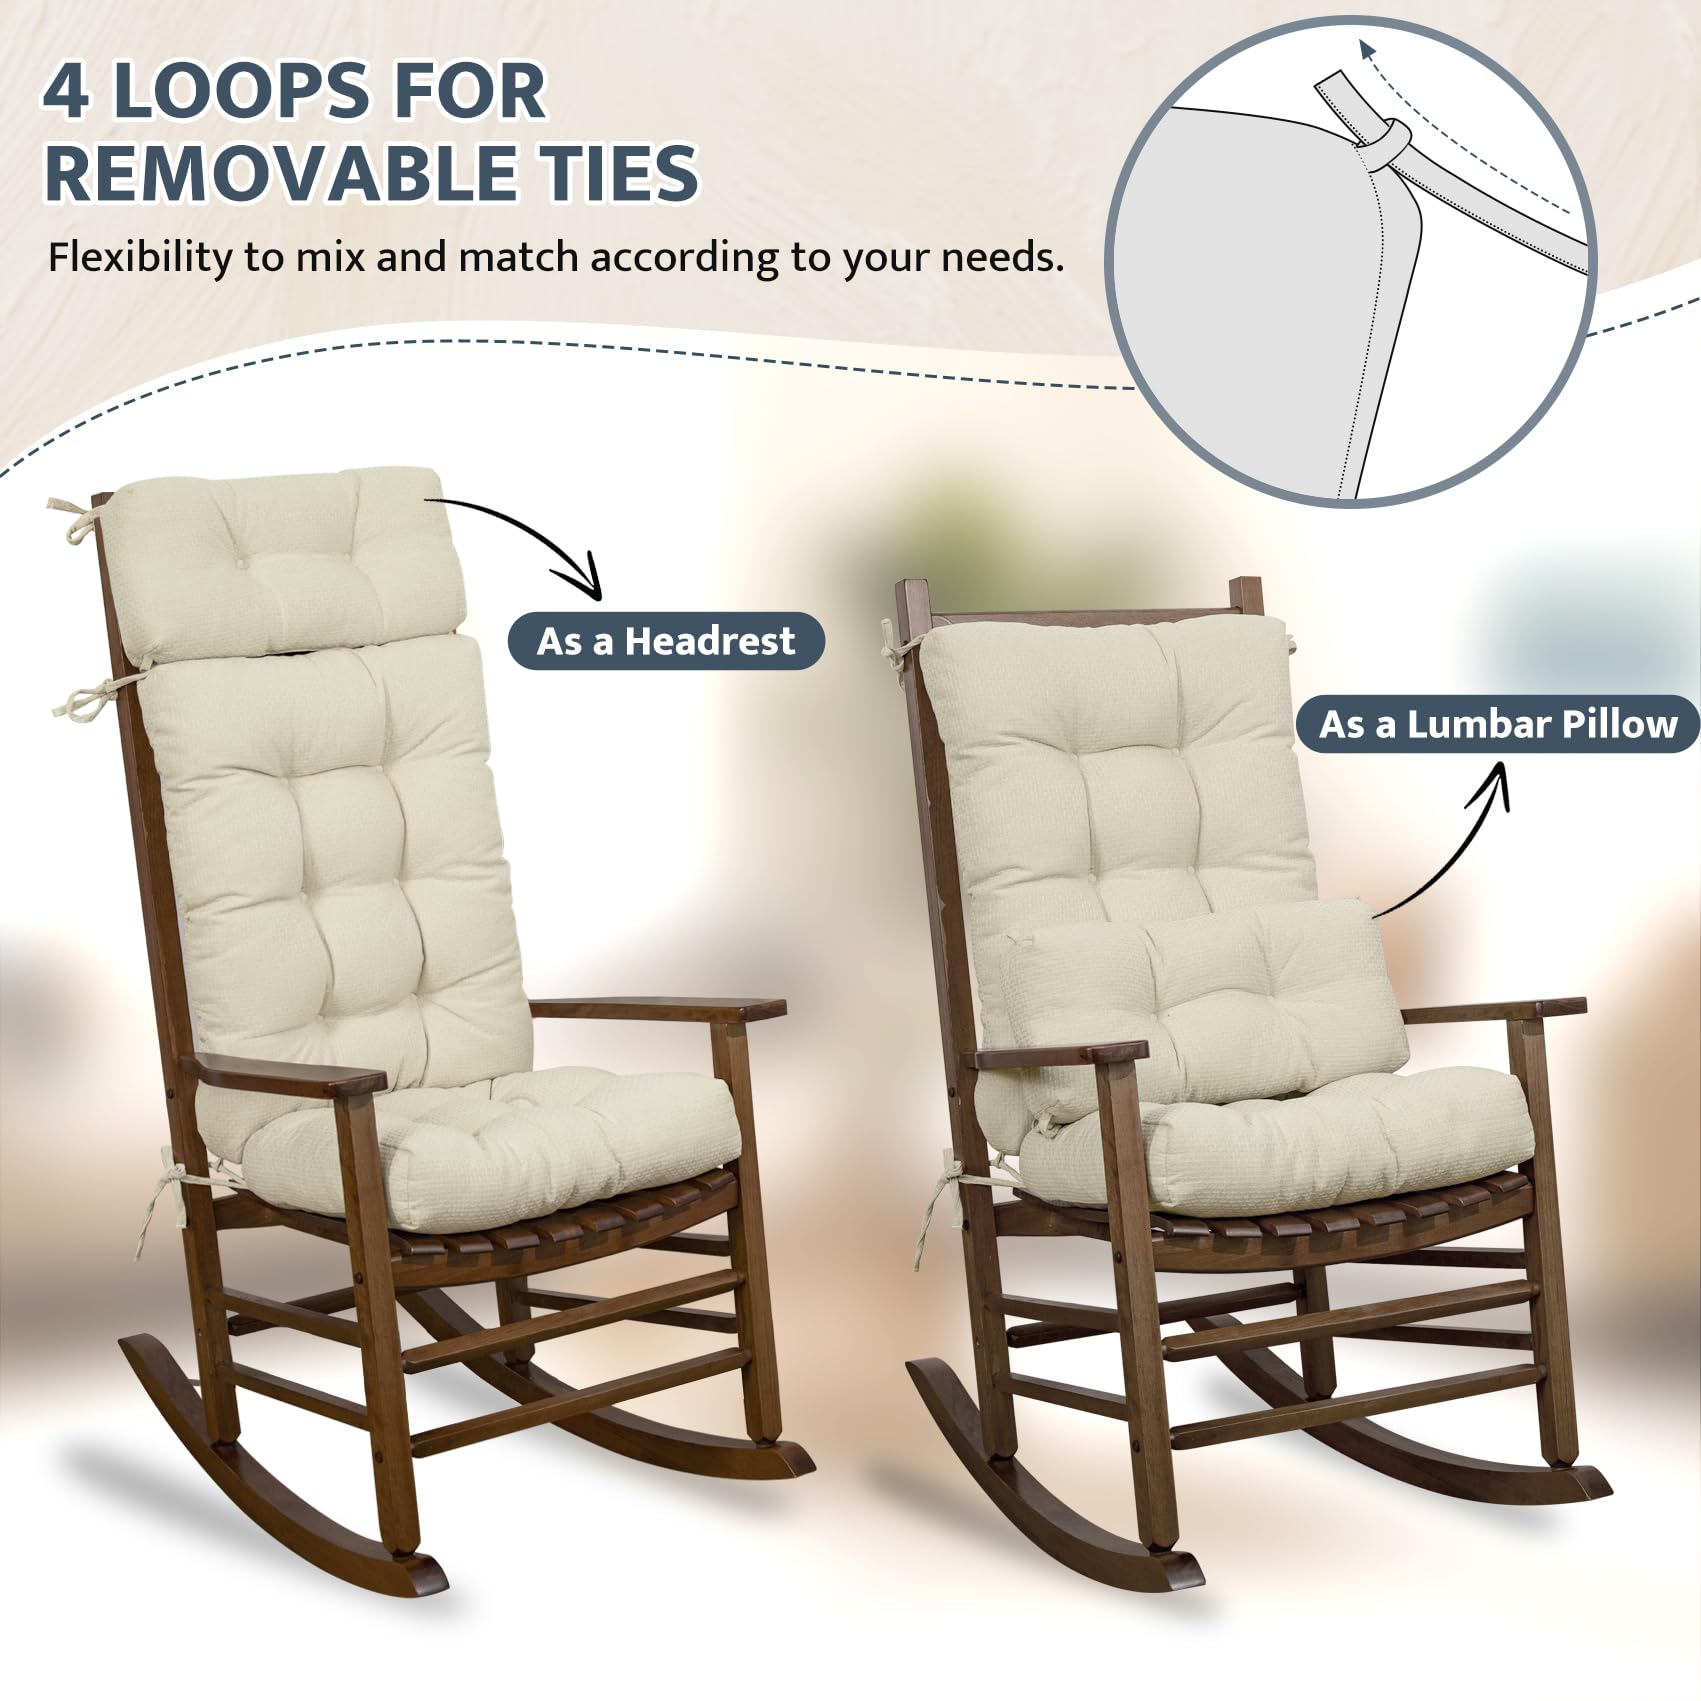 4 LOOPS FOR
REMOVABLE TIES
Flexibility to mix and match according to your needs.
As a Headrest
As a Lumbar Pillow